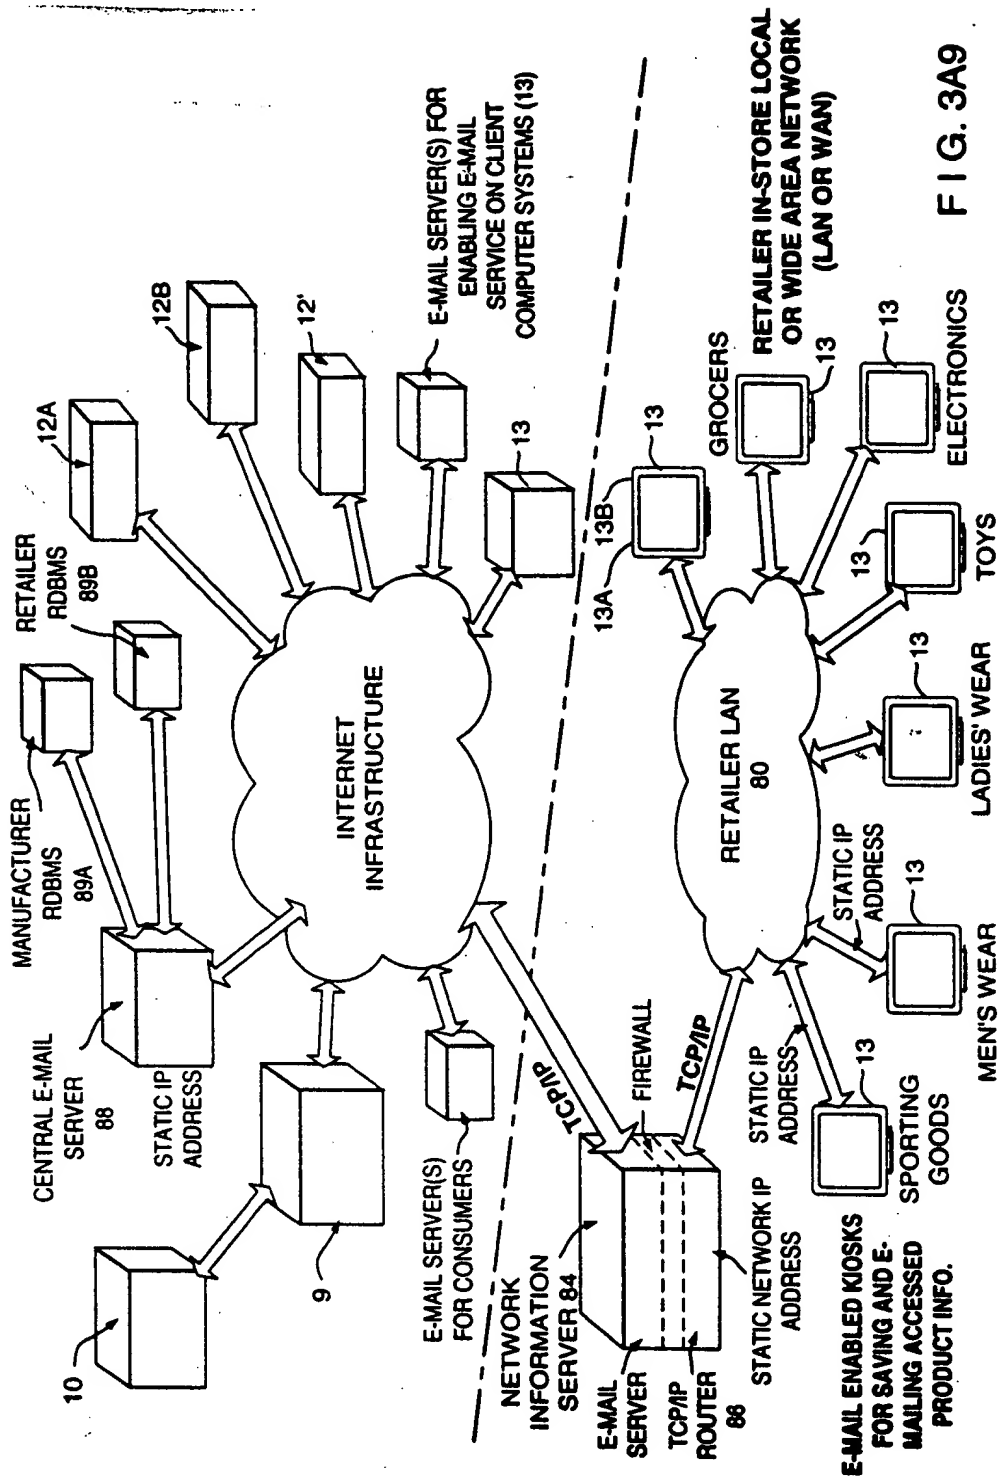 10
9
CENTRAL E-MAIL
SERVER
88
STATIC IP
ADDRESS
MANUFACTURER
RDBMS
89A
RETAILER
RDBMS
89B
12A
12B
12'
E-MAIL SERVER(S) FOR
ENABLING E-MAIL
SERVICE ON CLIENT
COMPUTER SYSTEMS (13)
13
INTERNET
INFRASTRUCTURE
E-MAIL SERVER(S)
FOR CONSUMERS
TCP/IP
NETWORK
INFORMATION
SERVER 84
FIREWALL
E-MAIL
SERVER
TCP/IP
ROUTER
86
STATIC NETWORK IP
ADDRESS
TCP/IP
RETAILER LAN
80
13A
13B
13
GROCERS
13
RETAILER IN-STORE LOCAL
OR WIDE AREA NETWORK
(LAN OR WAN)
STATIC IP
ADDRESS
STATIC IP
ADDRESS
13
SPORTING
GOODS
13
MEN'S WEAR
13
LADIES' WEAR
13
TOYS
13
ELECTRONICS
E-MAIL ENABLED KIOSKS
FOR SAVING AND E-
MAILING ACCESSED
PRODUCT INFO.
FIG. 3A9